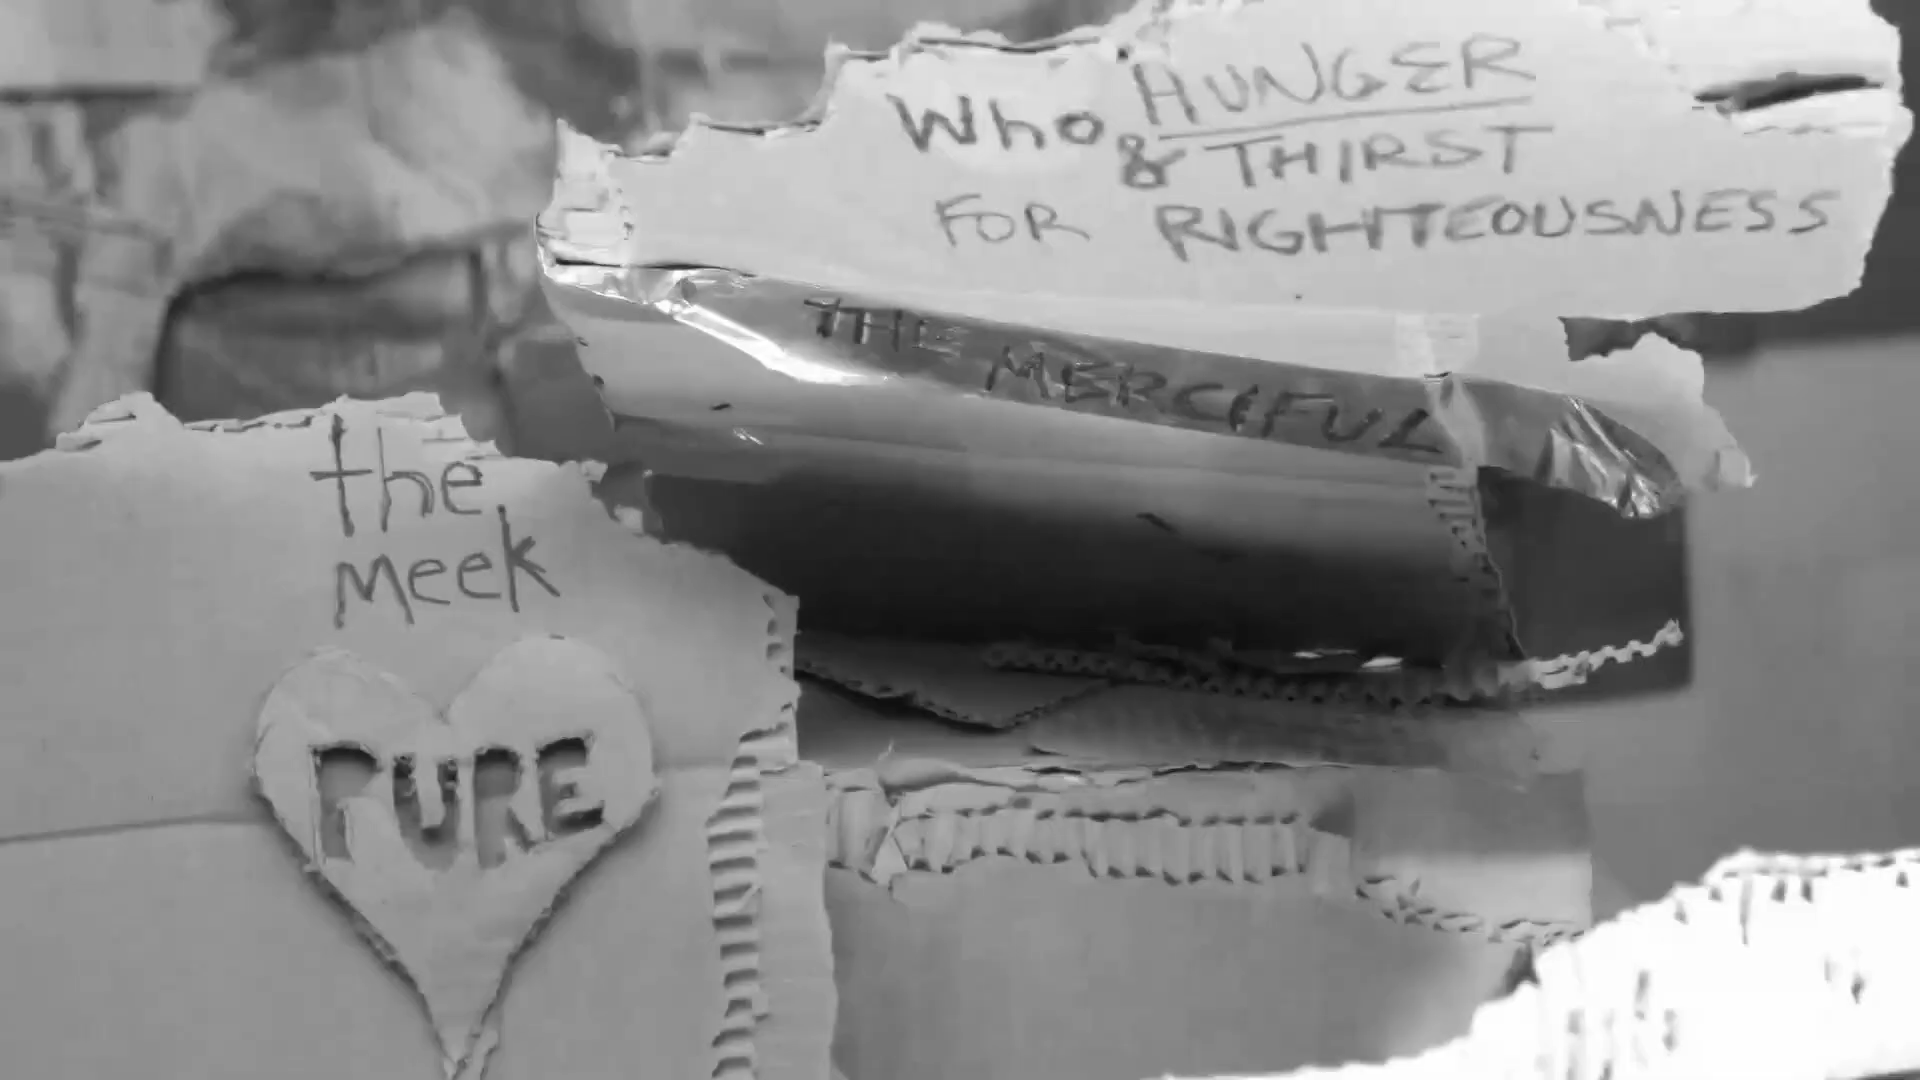 Who HUNGER
& THIRST
FOR RIGHTEOUSNESS
THE MERCIFUL
the
meek
PURE